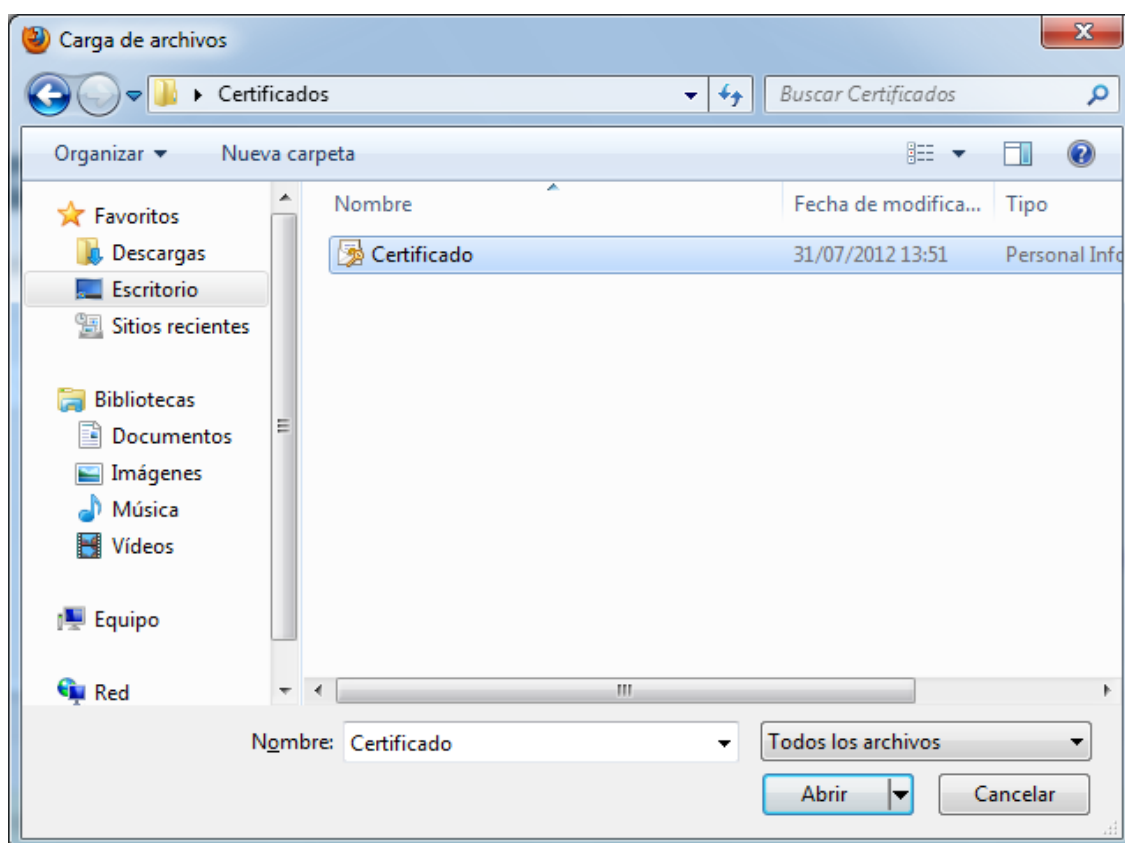 Carga de archivos
Certificados
Buscar Certificados
Organizar
Nueva carpeta
Favoritos
Descargas
Escritorio
Sitios recientes
Bibliotecas
Documentos
Imágenes
Música
Vídeos
Equipo
Red
Nombre Fecha de modifica... Tipo
Certificado 31/07/2012 13:51 Personal Info
Nombre: Certificado
Todos los archivos
Abrir Cancelar